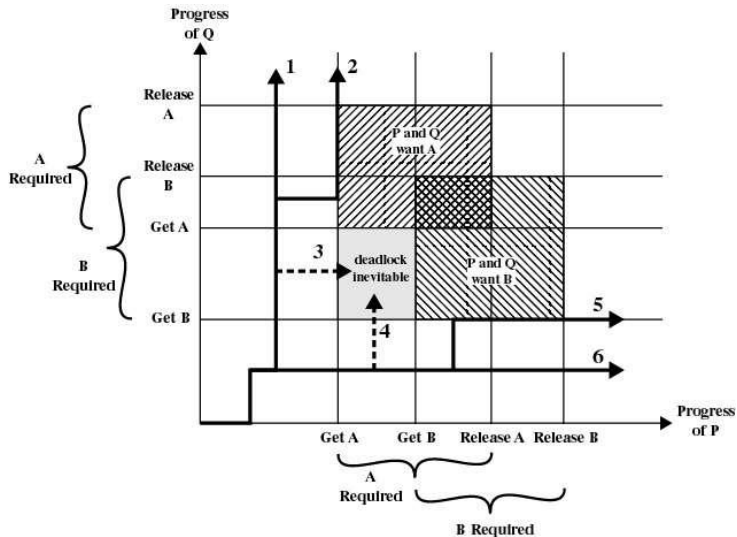 Progress
of Q
1
2
Release
A
P and Q
want A
A
Required
Release
B
Get A
B
Required
3
deadlock
inevitable
P and Q
want B
Get B
4
5
6
Progress
of P
Get A
Get B
Release A
Release B
A
Required
B Required